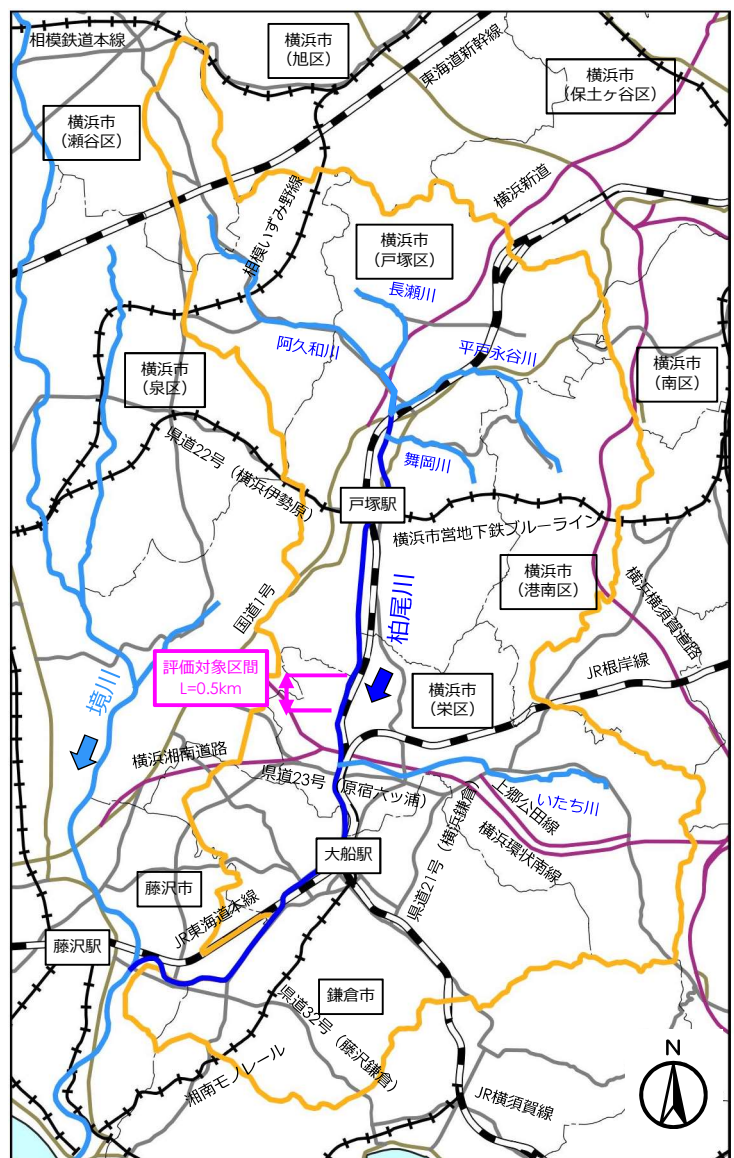 相模鉄道本線
横浜市
（旭区）
東海道新幹線
横浜市
（保土ヶ谷区）
横浜市
（瀬谷区）
横浜新道
相模いずみ野線
横浜市
（戸塚区）
長瀬川
阿久和川
平戸永谷川
横浜市
（泉区）
横浜市
（南区）
県道22号（横浜伊勢原）
舞岡川
戸塚駅
横浜市営地下鉄ブルーライン
横浜市
（港南区）
国道1号
柏尾川
横浜横須賀道路
評価対象区間
L=0.5km
JR根岸線
横浜市
（栄区）
境川
横浜湘南道路
県道23号（原宿六ッ浦）
いたち川
上郷公田線
横浜環状南線
県道21号（横浜鎌倉）
大船駅
藤沢市
JR東海道本線
藤沢駅
鎌倉市
県道32号（藤沢鎌倉）
湘南モノレール
JR横須賀線
N